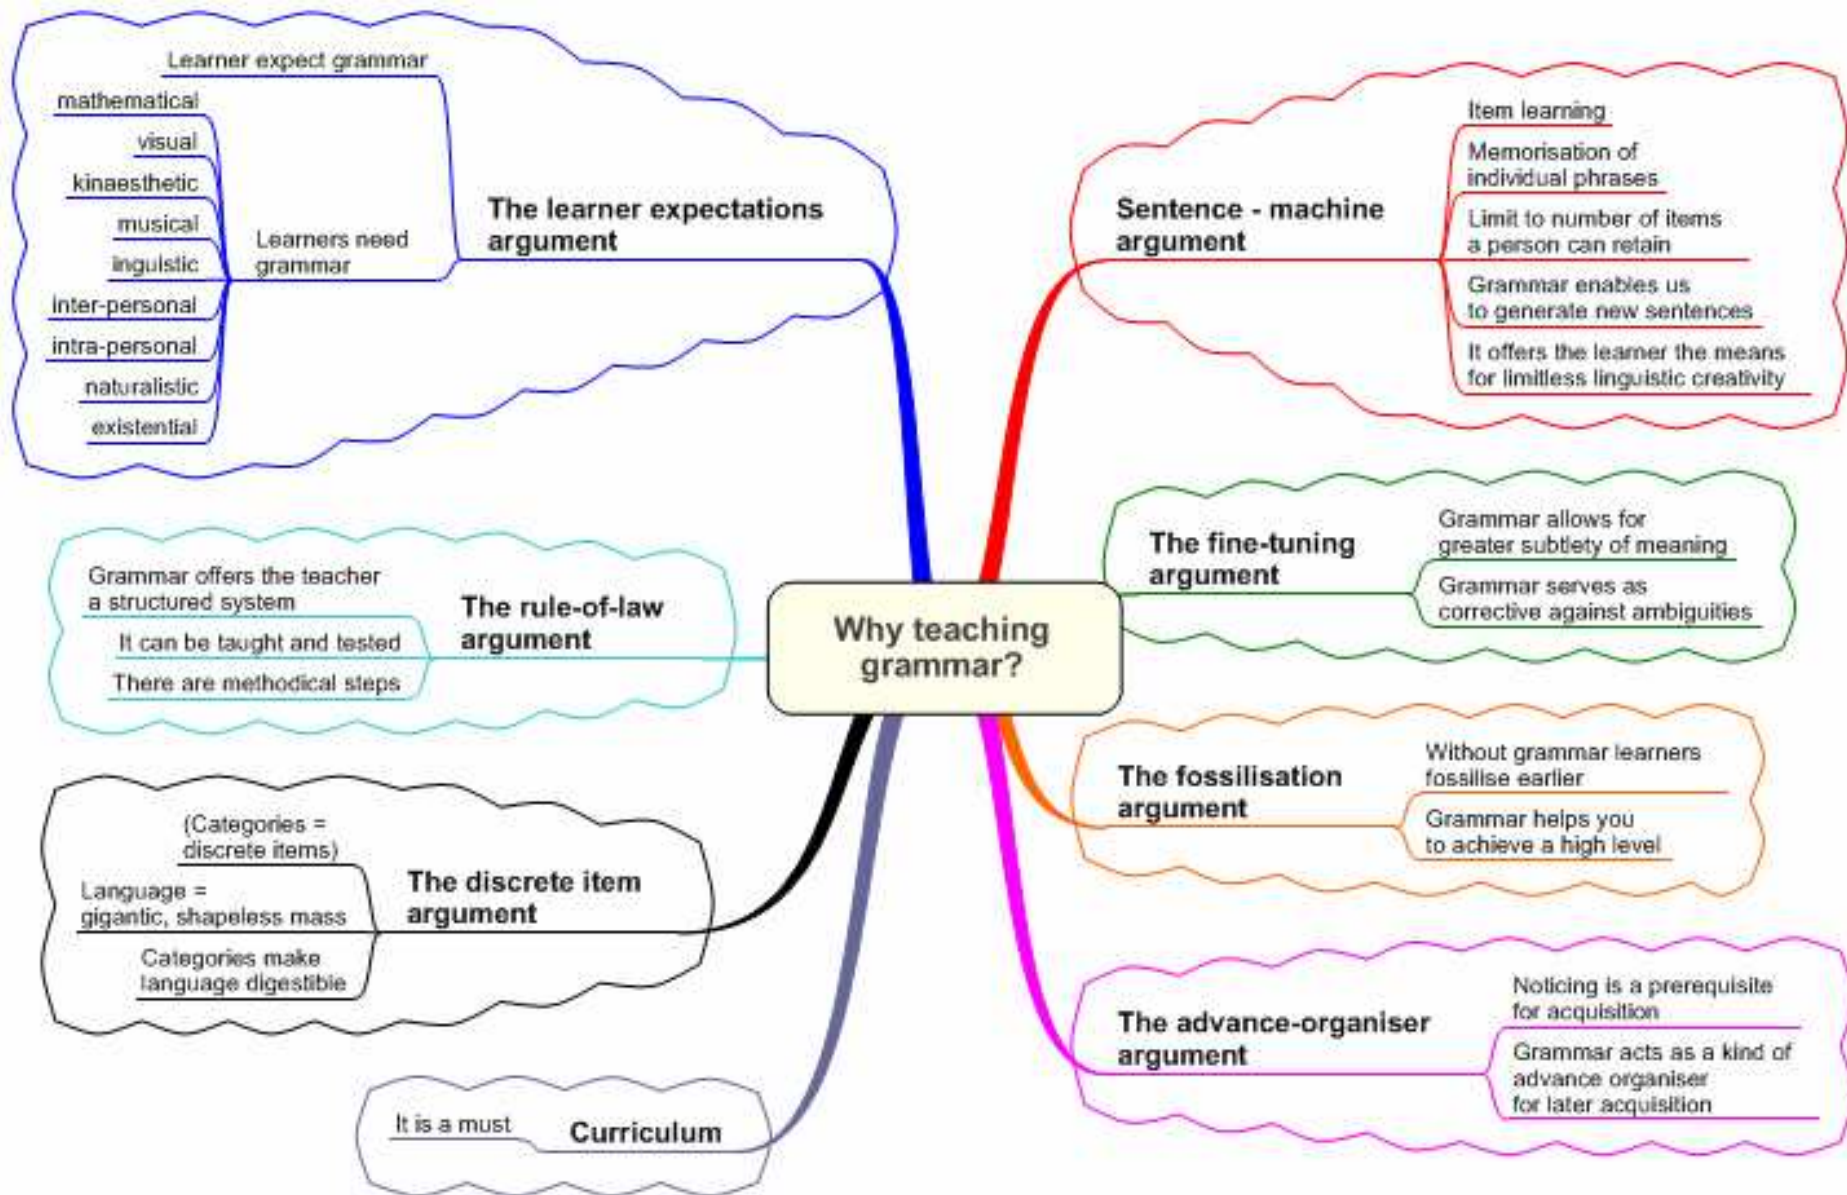 Why teaching
grammar?
Learner expect grammar
mathematical
visual
kinaesthetic
musical
inguistic
inter-personal
intra-personal
naturalistic
existential
Learners need
grammar
The learner expectations
argument
Sentence - machine
argument
Item learning
Memorisation of
individual phrases
Limit to number of items
a person can retain
Grammar enables us
to generate new sentences
It offers the learner the means
for limitless linguistic creativity
The fine-tuning
argument
Grammar allows for
greater subtlety of meaning
Grammar serves as
corrective against ambiguities
Grammar offers the teacher
a structured system
It can be taught and tested
There are methodical steps
The rule-of-law
argument
The fossilisation
argument
Without grammar learners
fossilise earlier
Grammar helps you
to achieve a high level
(Categories =
discrete items)
Language =
gigantic, shapeless mass
Categories make
language digestible
The discrete item
argument
The advance-organiser
argument
Noticing is a prerequisite
for acquisition
Grammar acts as a kind of
advance organiser
for later acquisition
It is a must
Curriculum